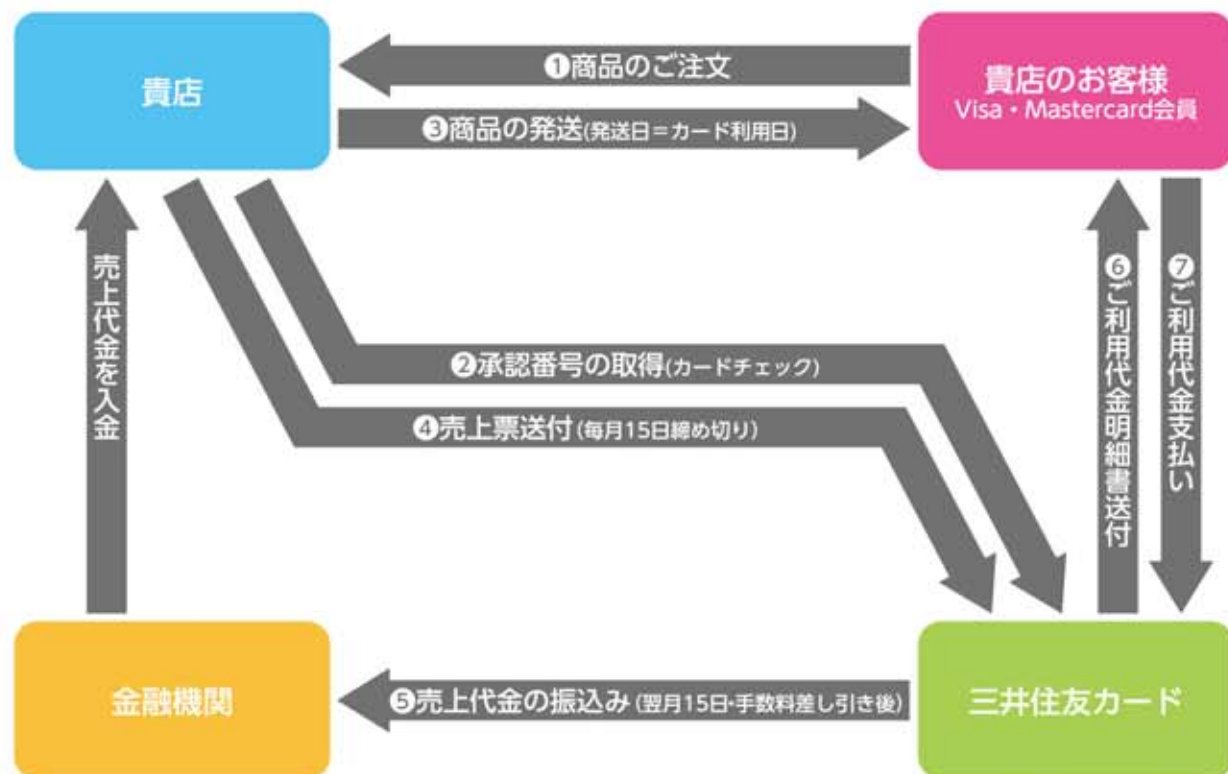 貴店
❶商品のご注文
❸商品の発送(発送日=カード利用日)
貴店のお客様
Visa・Mastercard会員
売上代金を入金
❷承認番号の取得(カードチェック)
❹売上票送付(毎月15日締め切り)
❻ご利用代金明細書送付
❼ご利用代金支払い
金融機関
❺売上代金の振込み(翌月15日・手数料差し引き後)
三井住友カード